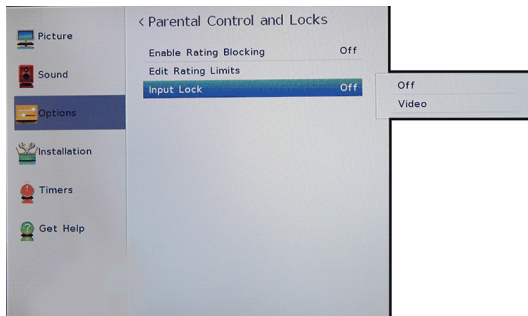 Picture
Sound
Options
Installation
Timers
Get Help
< Parental Control and Locks
Enable Rating Blocking Off
Edit Rating Limits
Input Lock Off
Off
Video